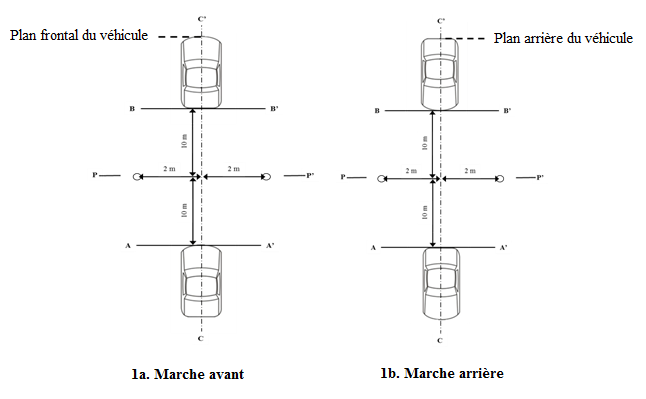 C'
Plan frontal du véhicule
B
B'
10 m
2 m
2 m
P
P'
10 m
A
A'
C
1a. Marche avant
C'
Plan arrière du véhicule
B
B'
10 m
2 m
2 m
P
P'
10 m
A
A'
C
1b. Marche arrière